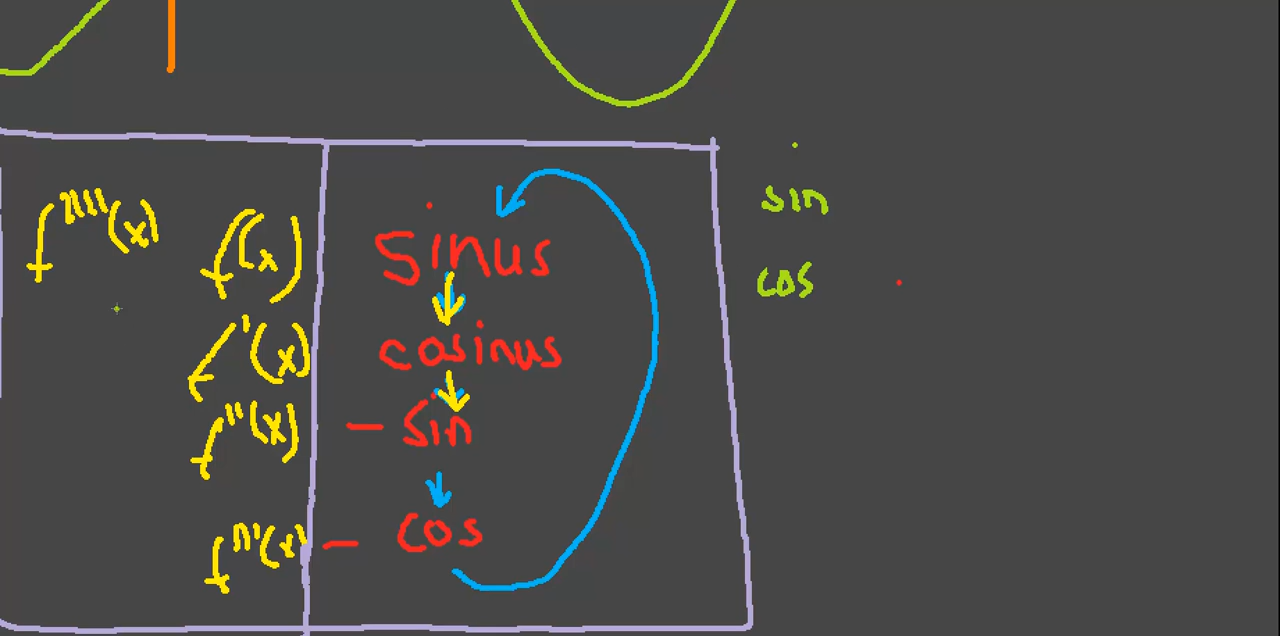 f''''(x) f(x) Sinus sin
f'(x) cosinus cos
f''(x) - Sin
f'''(x) - Cos